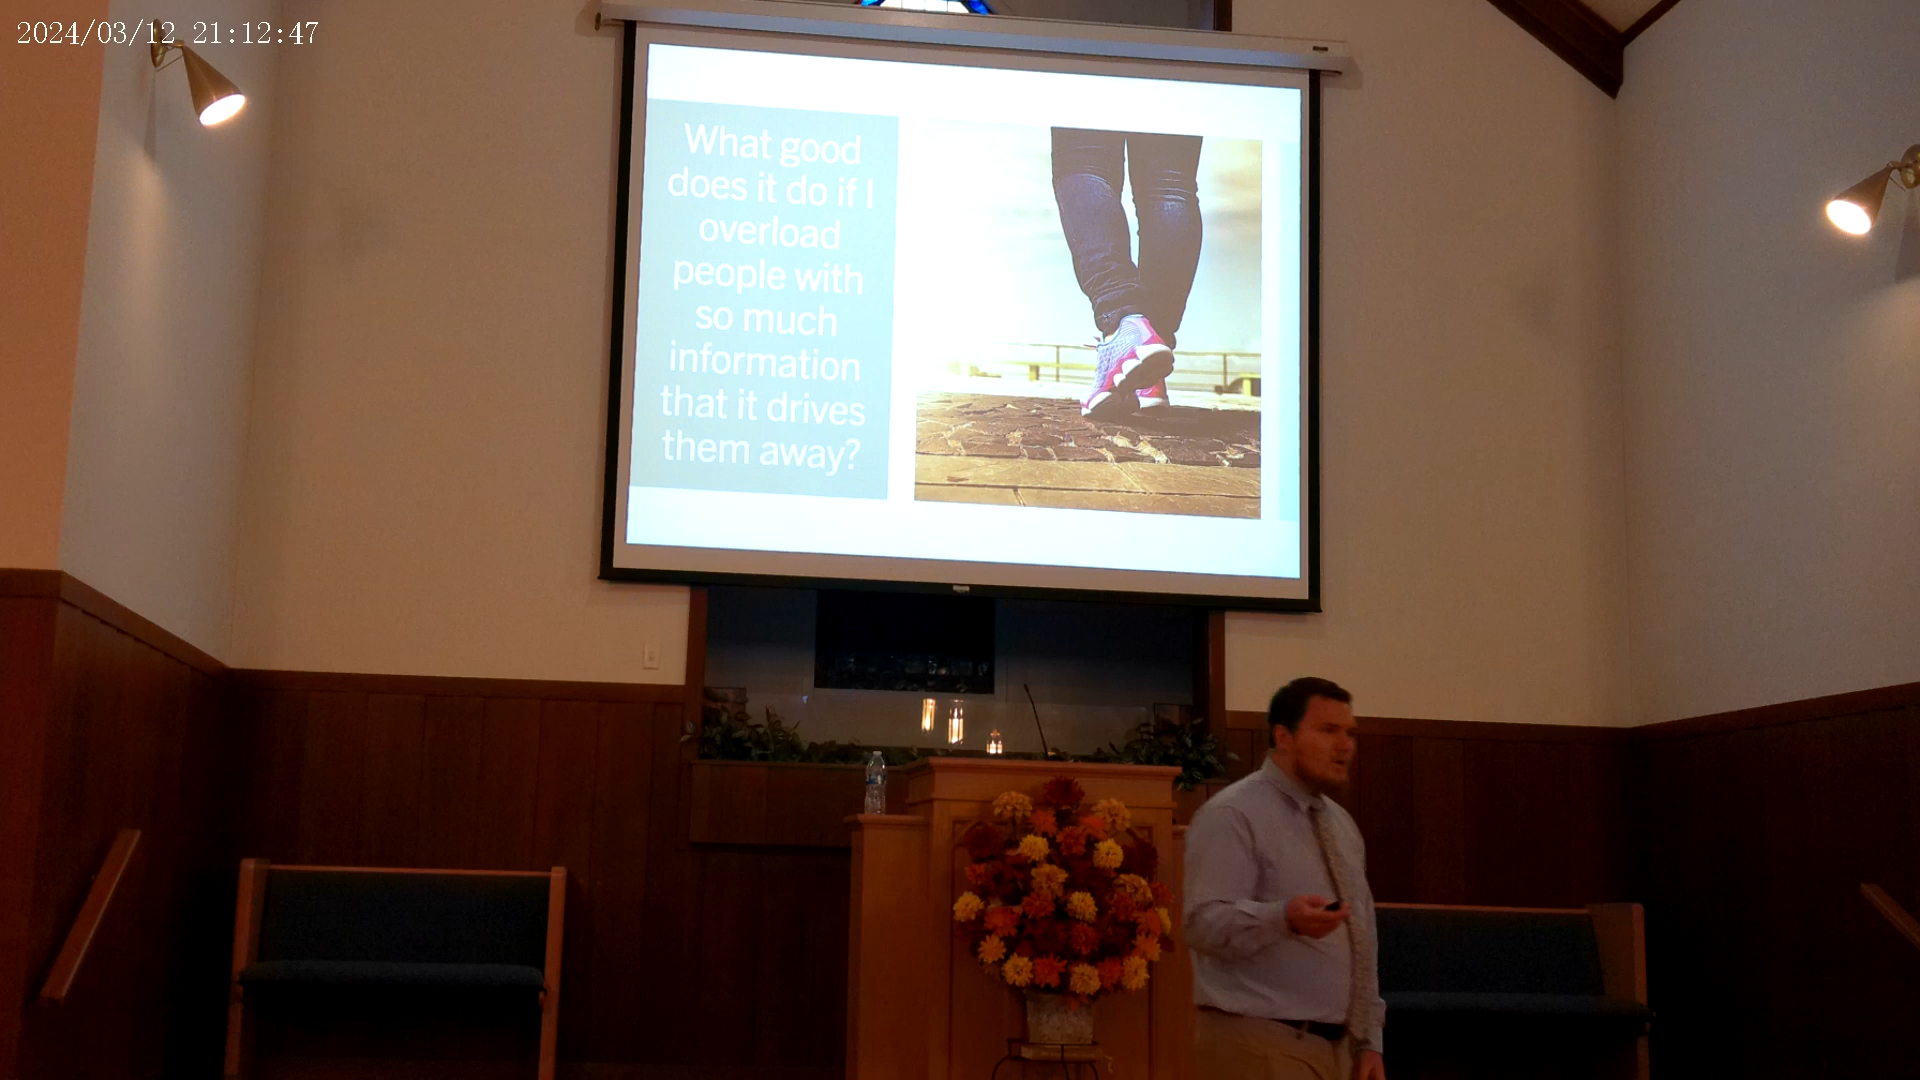 2024/03/12 21:12:47
What good
does it do if I
overload
people with
so much
information
that it drives
them away?